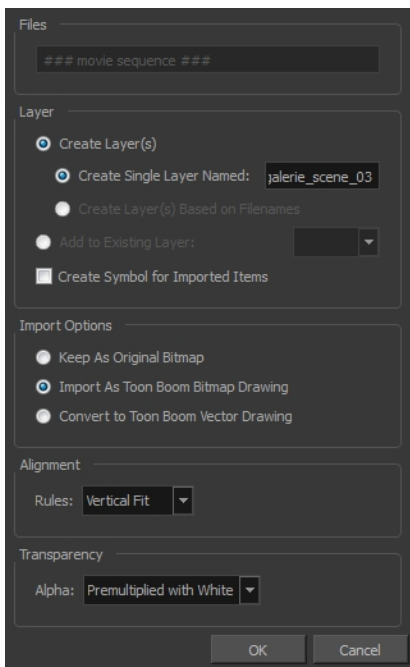 Files
### movie sequence ###
Layer
Create Layer(s)
Create Single Layer Named: galerie_scene_03
Create Layer(s) Based on Filenames
Add to Existing Layer:
Create Symbol for Imported Items
Import Options
Keep As Original Bitmap
Import As Toon Boom Bitmap Drawing
Convert to Toon Boom Vector Drawing
Alignment
Rules: Vertical Fit
Transparency
Alpha: Premultiplied with White
OK Cancel